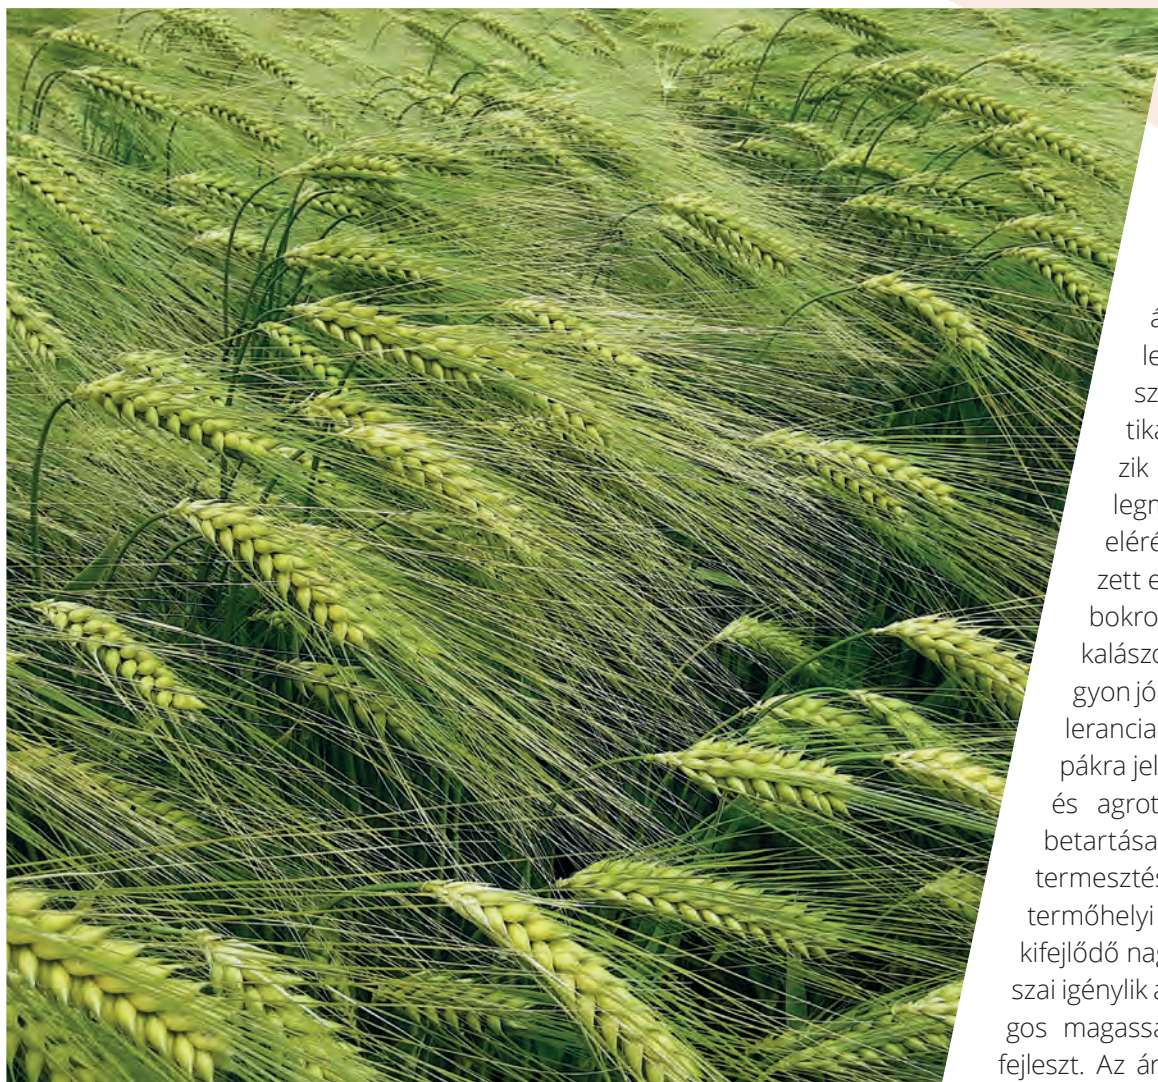 le
sz
tika
zik
legn
eléré
zett e
bokro
kalászo
gyon jó
lerancia
pákra jel
és agrot
betartása
termesztés
termőhelyi
kifejlődő nag
szai igénylik a
gos magassá
fejleszt. Az ár